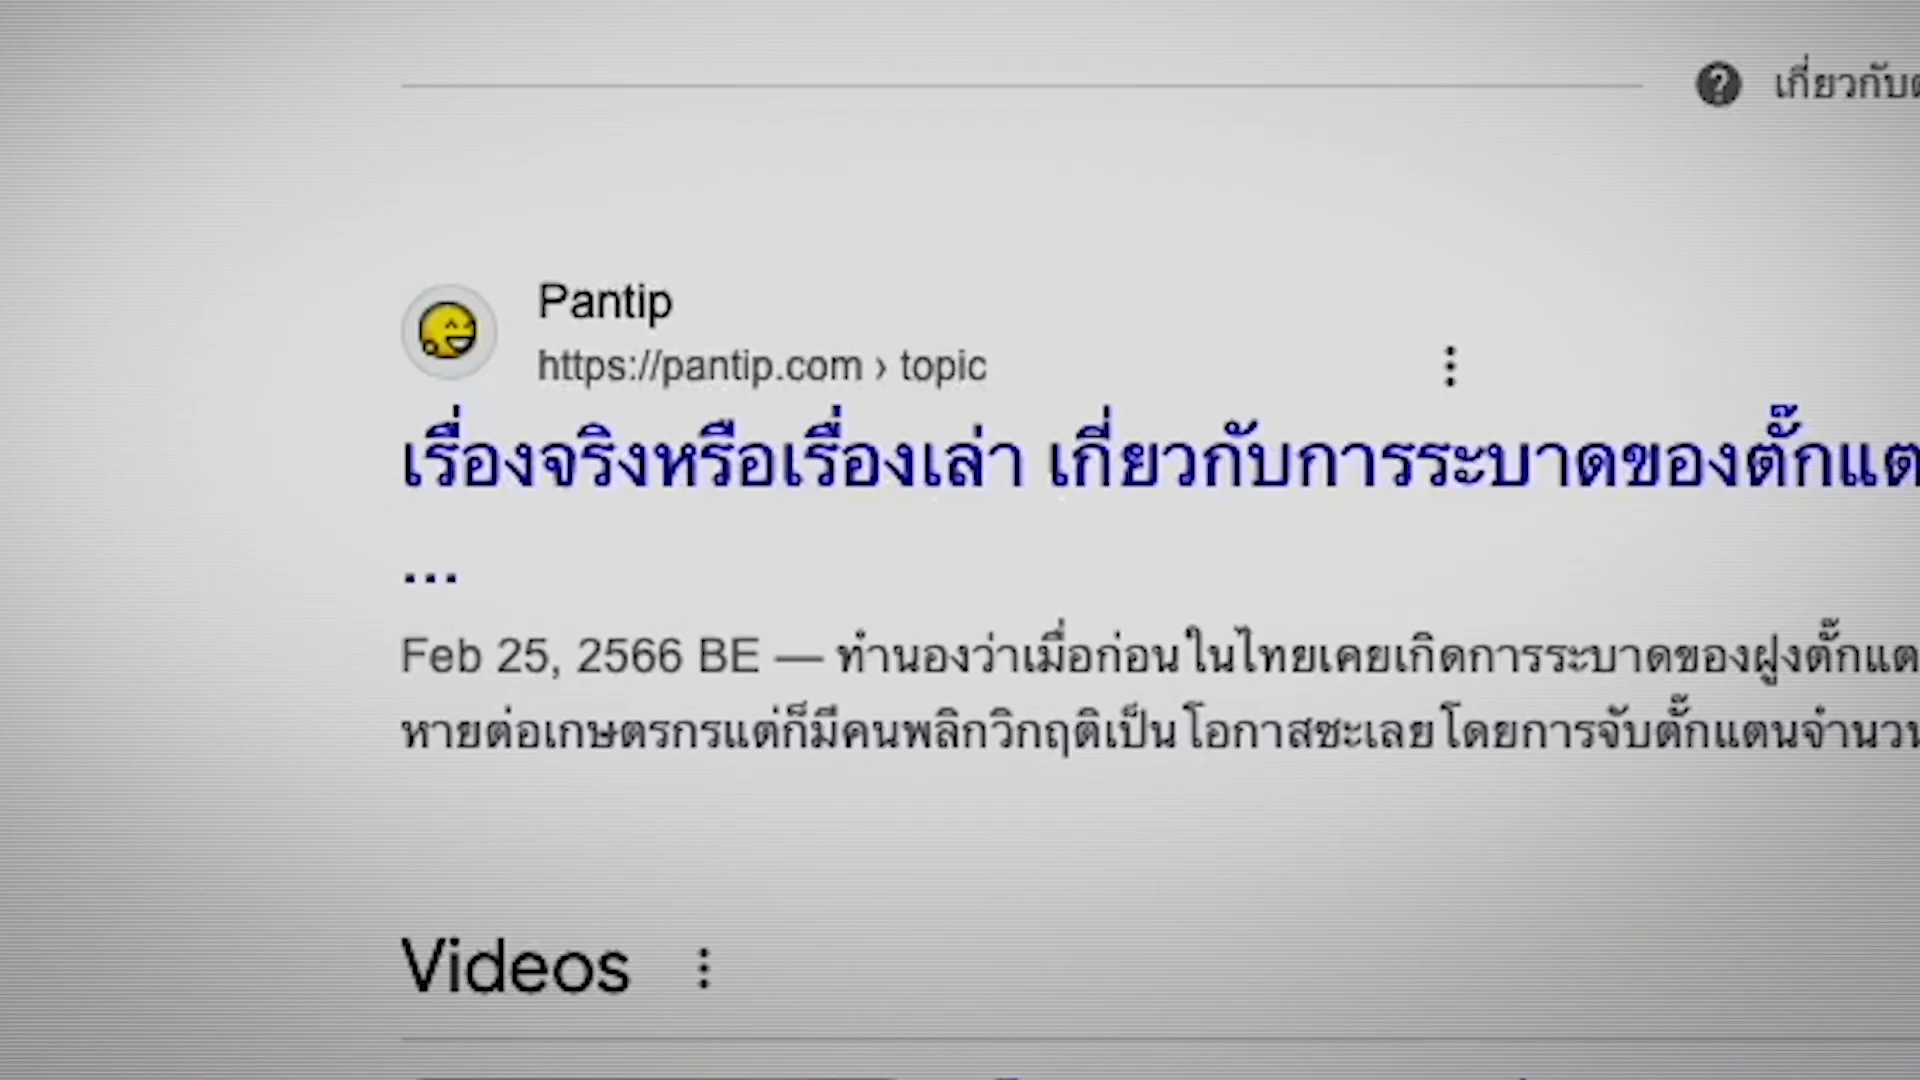 เกี่ยวกับ
Pantip
https://pantip.com › topic
เรื่องจริงหรือเรื่องเล่า เกี่ยวกับการระบาดของตั๊กแต
...
Feb 25, 2566 BE — ทำนองว่าเมื่อก่อนในไทยเคยเกิดการระบาดของฝูงตั๊กแต
หายต่อเกษตรกรแต่ก็มีคนพลิกวิกฤติเป็นโอกาสซะเลยโดยการจับตั๊กแตนจำนวน
Videos